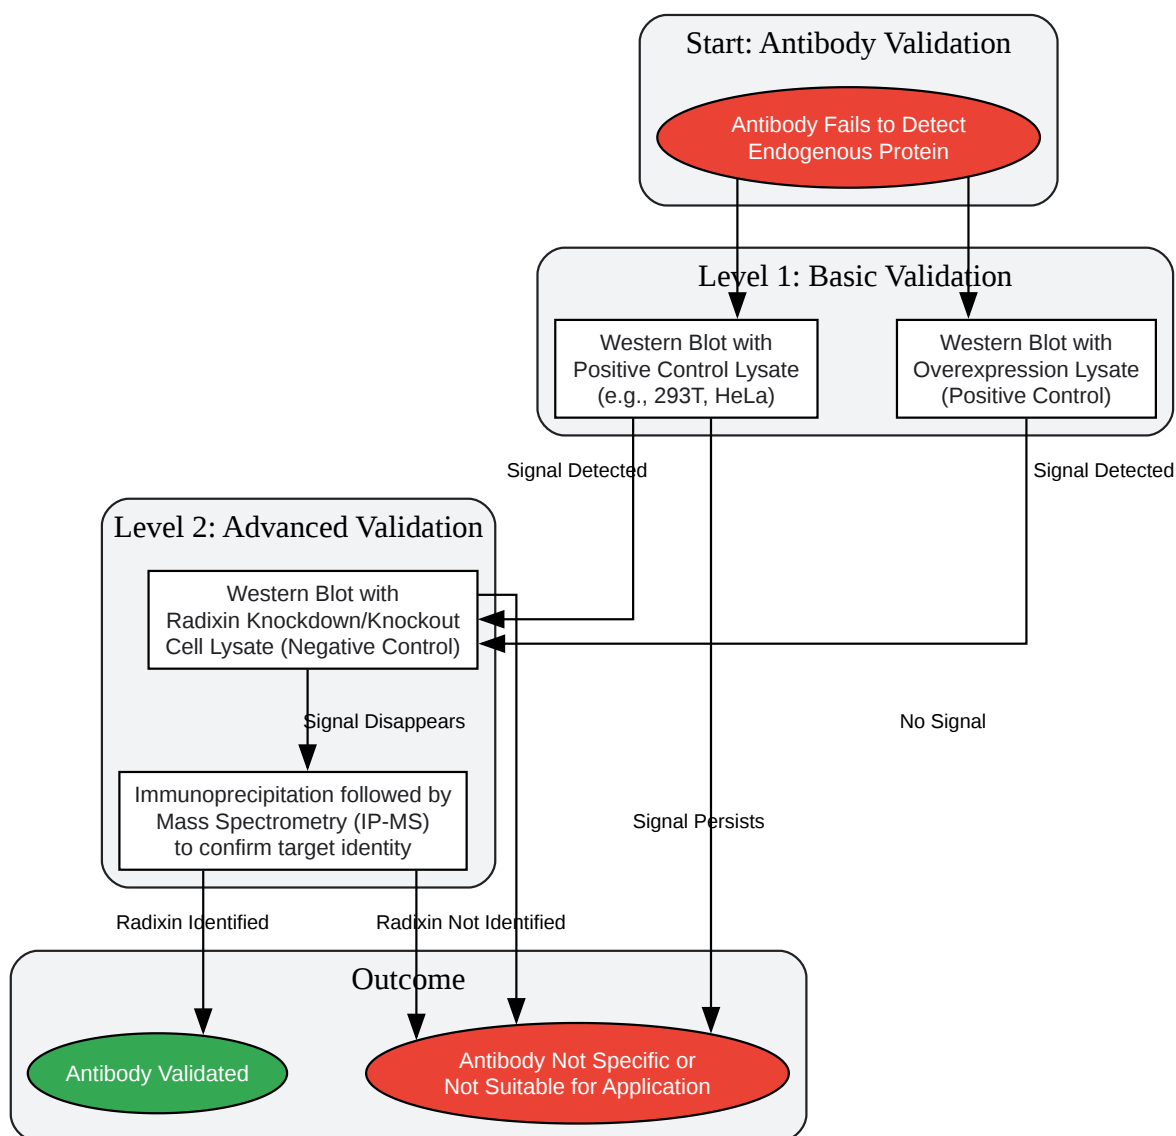 Start: Antibody Validation
Antibody Fails to Detect
Endogenous Protein
Level 1: Basic Validation
Western Blot with
Positive Control Lysate
(e.g., 293T, HeLa)
Western Blot with
Overexpression Lysate
(Positive Control)
Signal Detected
Signal Detected
Level 2: Advanced Validation
Western Blot with
Radixin Knockdown/Knockout
Cell Lysate (Negative Control)
Signal Disappears
No Signal
Immunoprecipitation followed by
Mass Spectrometry (IP-MS)
to confirm target identity
Signal Persists
Radixin Identified
Radixin Not Identified
Outcome
Antibody Validated
Antibody Not Specific or
Not Suitable for Application